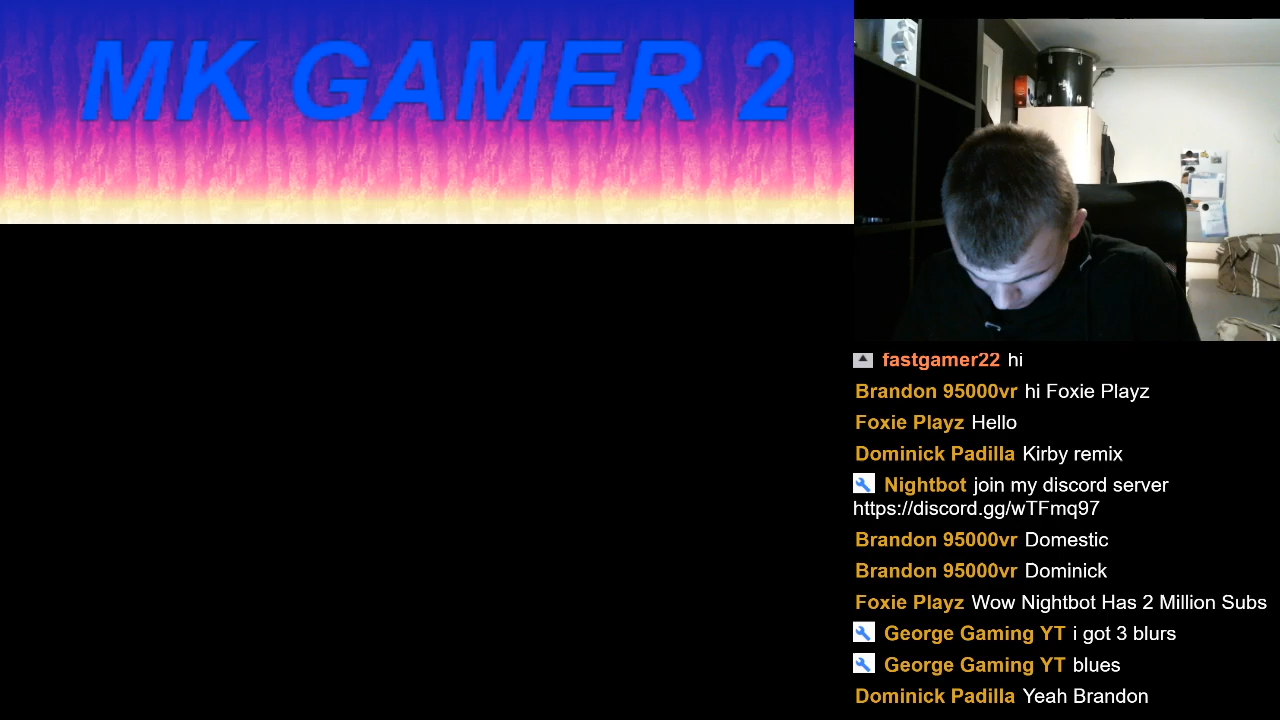 MK GAMER 2
fastgamer22 hi
Brandon 95000vr hi Foxie Playz
Foxie Playz Hello
Dominick Padilla Kirby remix
Nightbot join my discord server
https://discord.gg/wTFmq97
Brandon 95000vr Domestic
Brandon 95000vr Dominick
Foxie Playz Wow Nightbot Has 2 Million Subs
George Gaming YT i got 3 blurs
George Gaming YT blues
Dominick Padilla Yeah Brandon